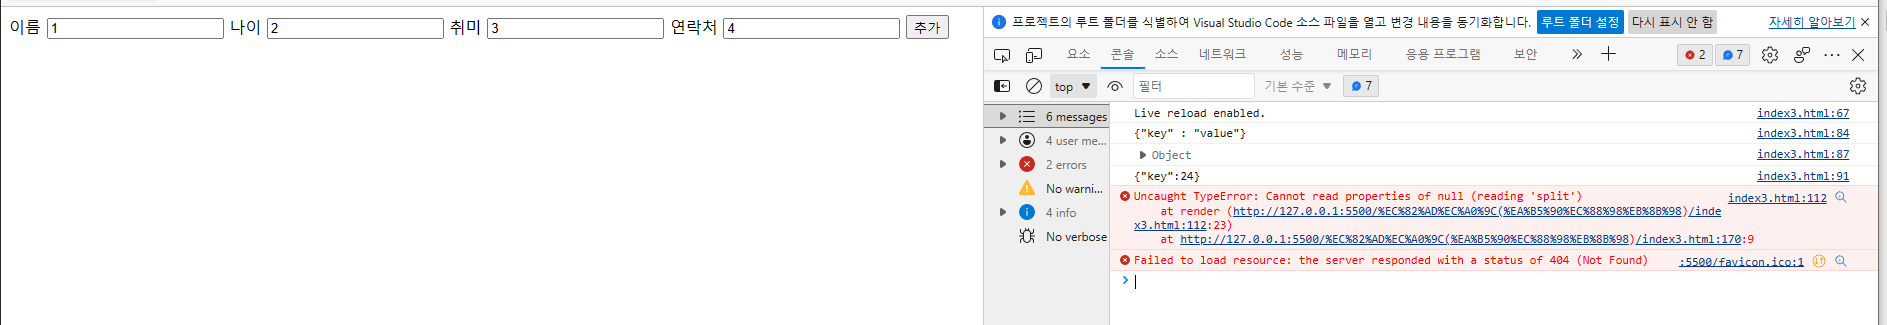 이름 1 나이 2 취미 3 연락처 4 추가
프로젝트의 루트 폴더를 식별하여 Visual Studio Code 소스 파일을 열고 변경 내용을 동기화합니다. 루트 폴더 설정 다시 표시 안 함 자세히 알아보기
요소 콘솔 소스 네트워크 성능 메모리 응용 프로그램 보안 2 7
top 필터 기본 수준 7
6 messages
4 user me...
2 errors
No warni...
4 info
No verbose
Live reload enabled. index3.html:67
{"key" : "value"} index3.html:84
Object index3.html:87
{"key":24} index3.html:91
Uncaught TypeError: Cannot read properties of null (reading 'split') index3.html:112
at render (http://127.0.0.1:5500/%EC%82%AD%EC%A0%9C(%EA%B5%90%EC%88%98%EB%8B%98)/inde
x3.html:112:23)
at http://127.0.0.1:5500/%EC%82%AD%EC%A0%9C(%EA%B5%90%EC%88%98%EB%8B%98)/index3.html:170:9
Failed to load resource: the server responded with a status of 404 (Not Found) :5500/favicon.ico:1